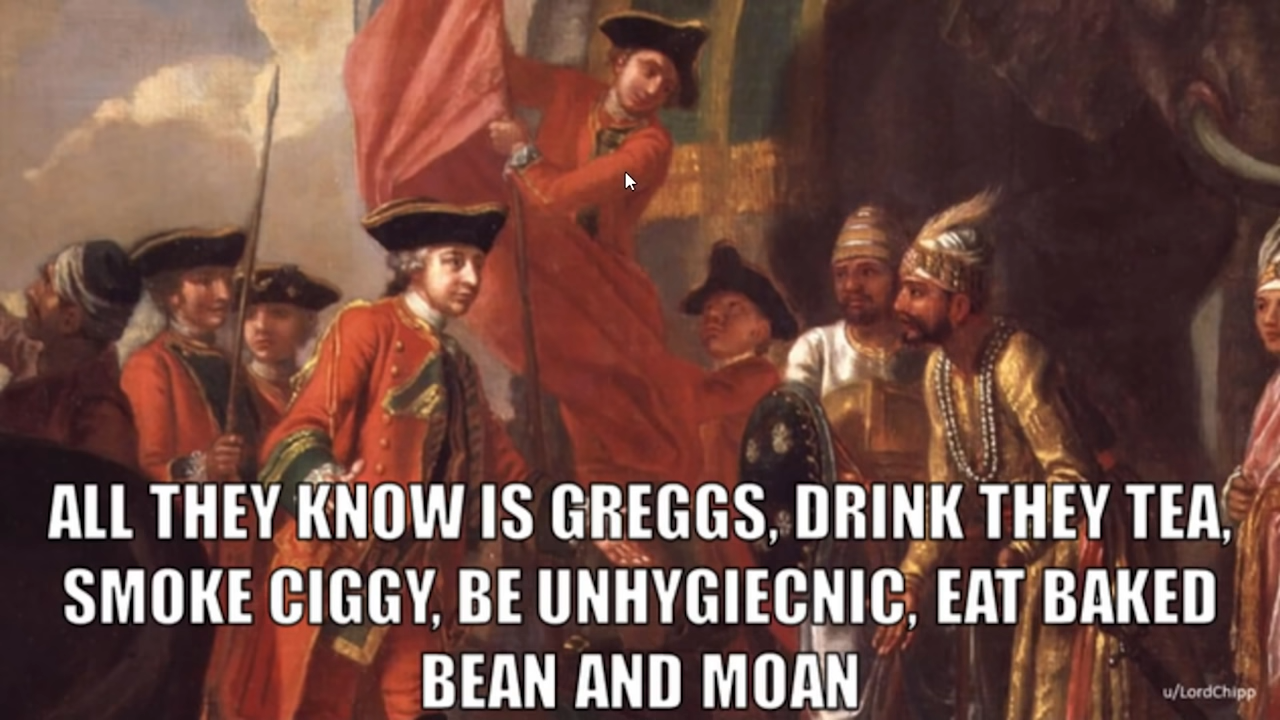 ALL THEY KNOW IS GREGGS, DRINK THEY TEA,
SMOKE CIGGY, BE UNHYGIECNIC, EAT BAKED
BEAN AND MOAN
u/LordChipp